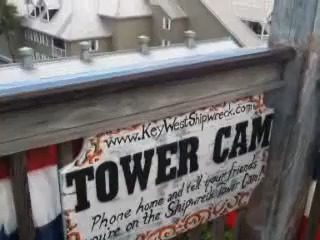 www.KeyWestShipwreck.com
TOWER CAM
Phone home and tell your friends
you're on the Shipwreck Tower Cam!